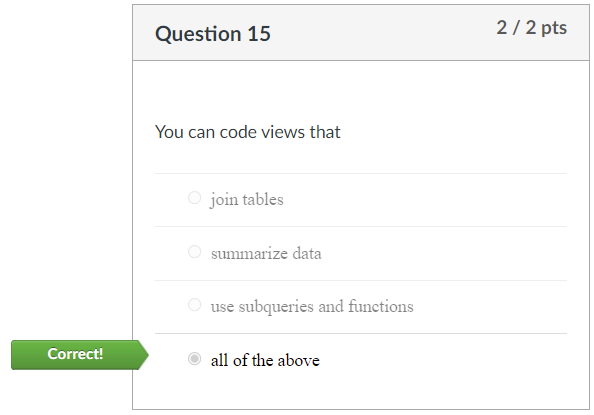 Question 15
2 / 2 pts
You can code views that
join tables
summarize data
use subqueries and functions
Correct!
all of the above